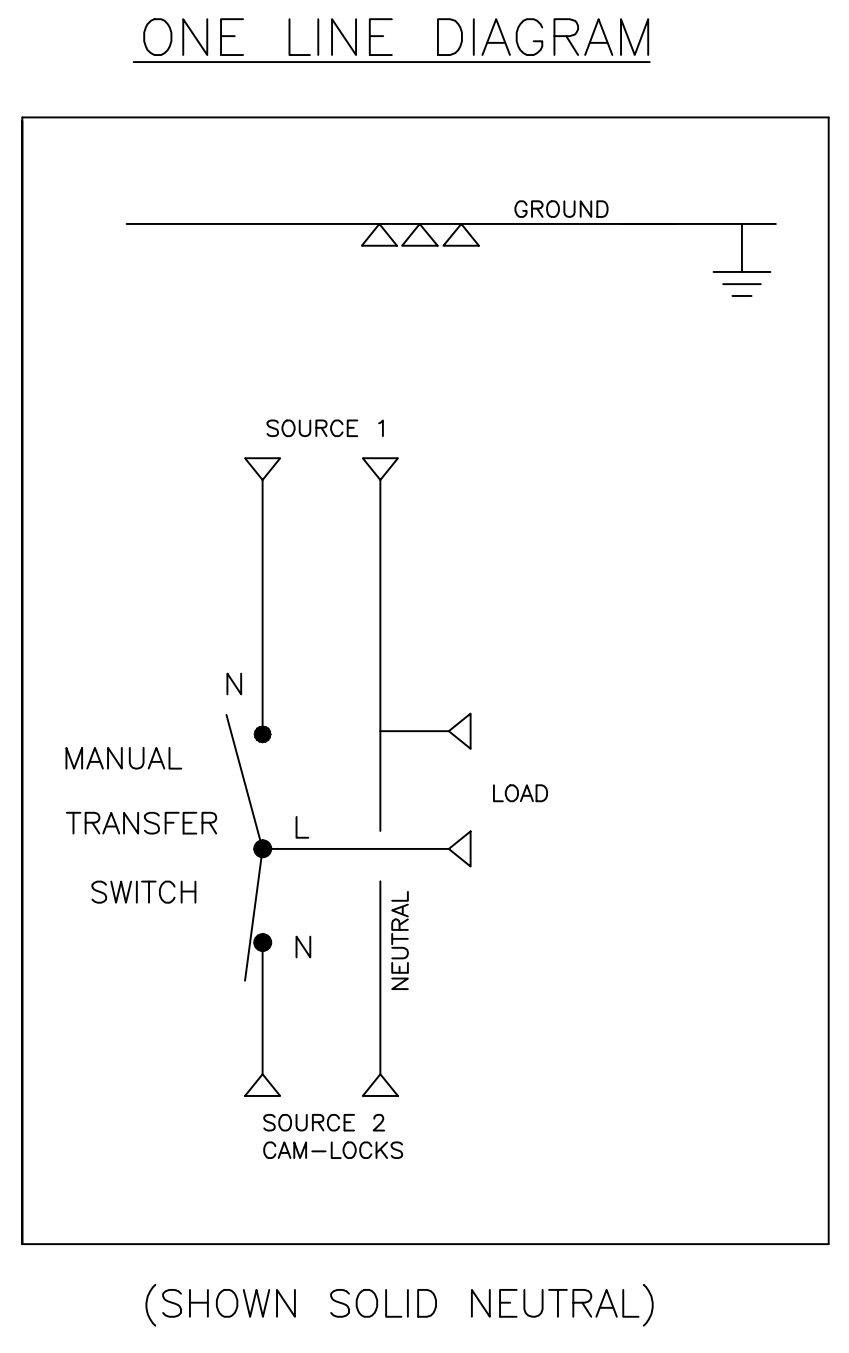 ONE LINE DIAGRAM
GROUND
SOURCE 1
N
MANUAL
TRANSFER
SWITCH
L
LOAD
N
NEUTRAL
SOURCE 2
CAM-LOCKS
(SHOWN SOLID NEUTRAL)